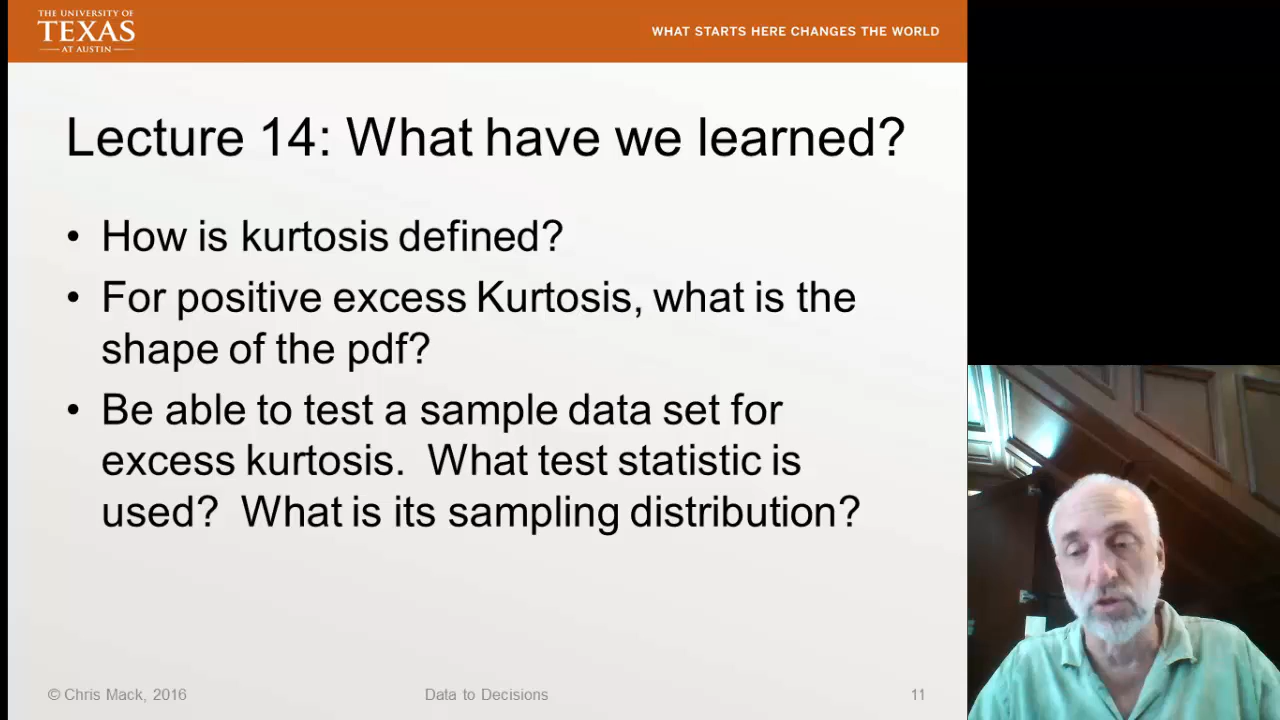 THE UNIVERSITY OF
TEXAS
AT AUSTIN
WHAT STARTS HERE CHANGES THE WORLD
Lecture 14: What have we learned?
• How is kurtosis defined?
• For positive excess Kurtosis, what is the
shape of the pdf?
• Be able to test a sample data set for
excess kurtosis.  What test statistic is
used?  What is its sampling distribution?
© Chris Mack, 2016
Data to Decisions
11